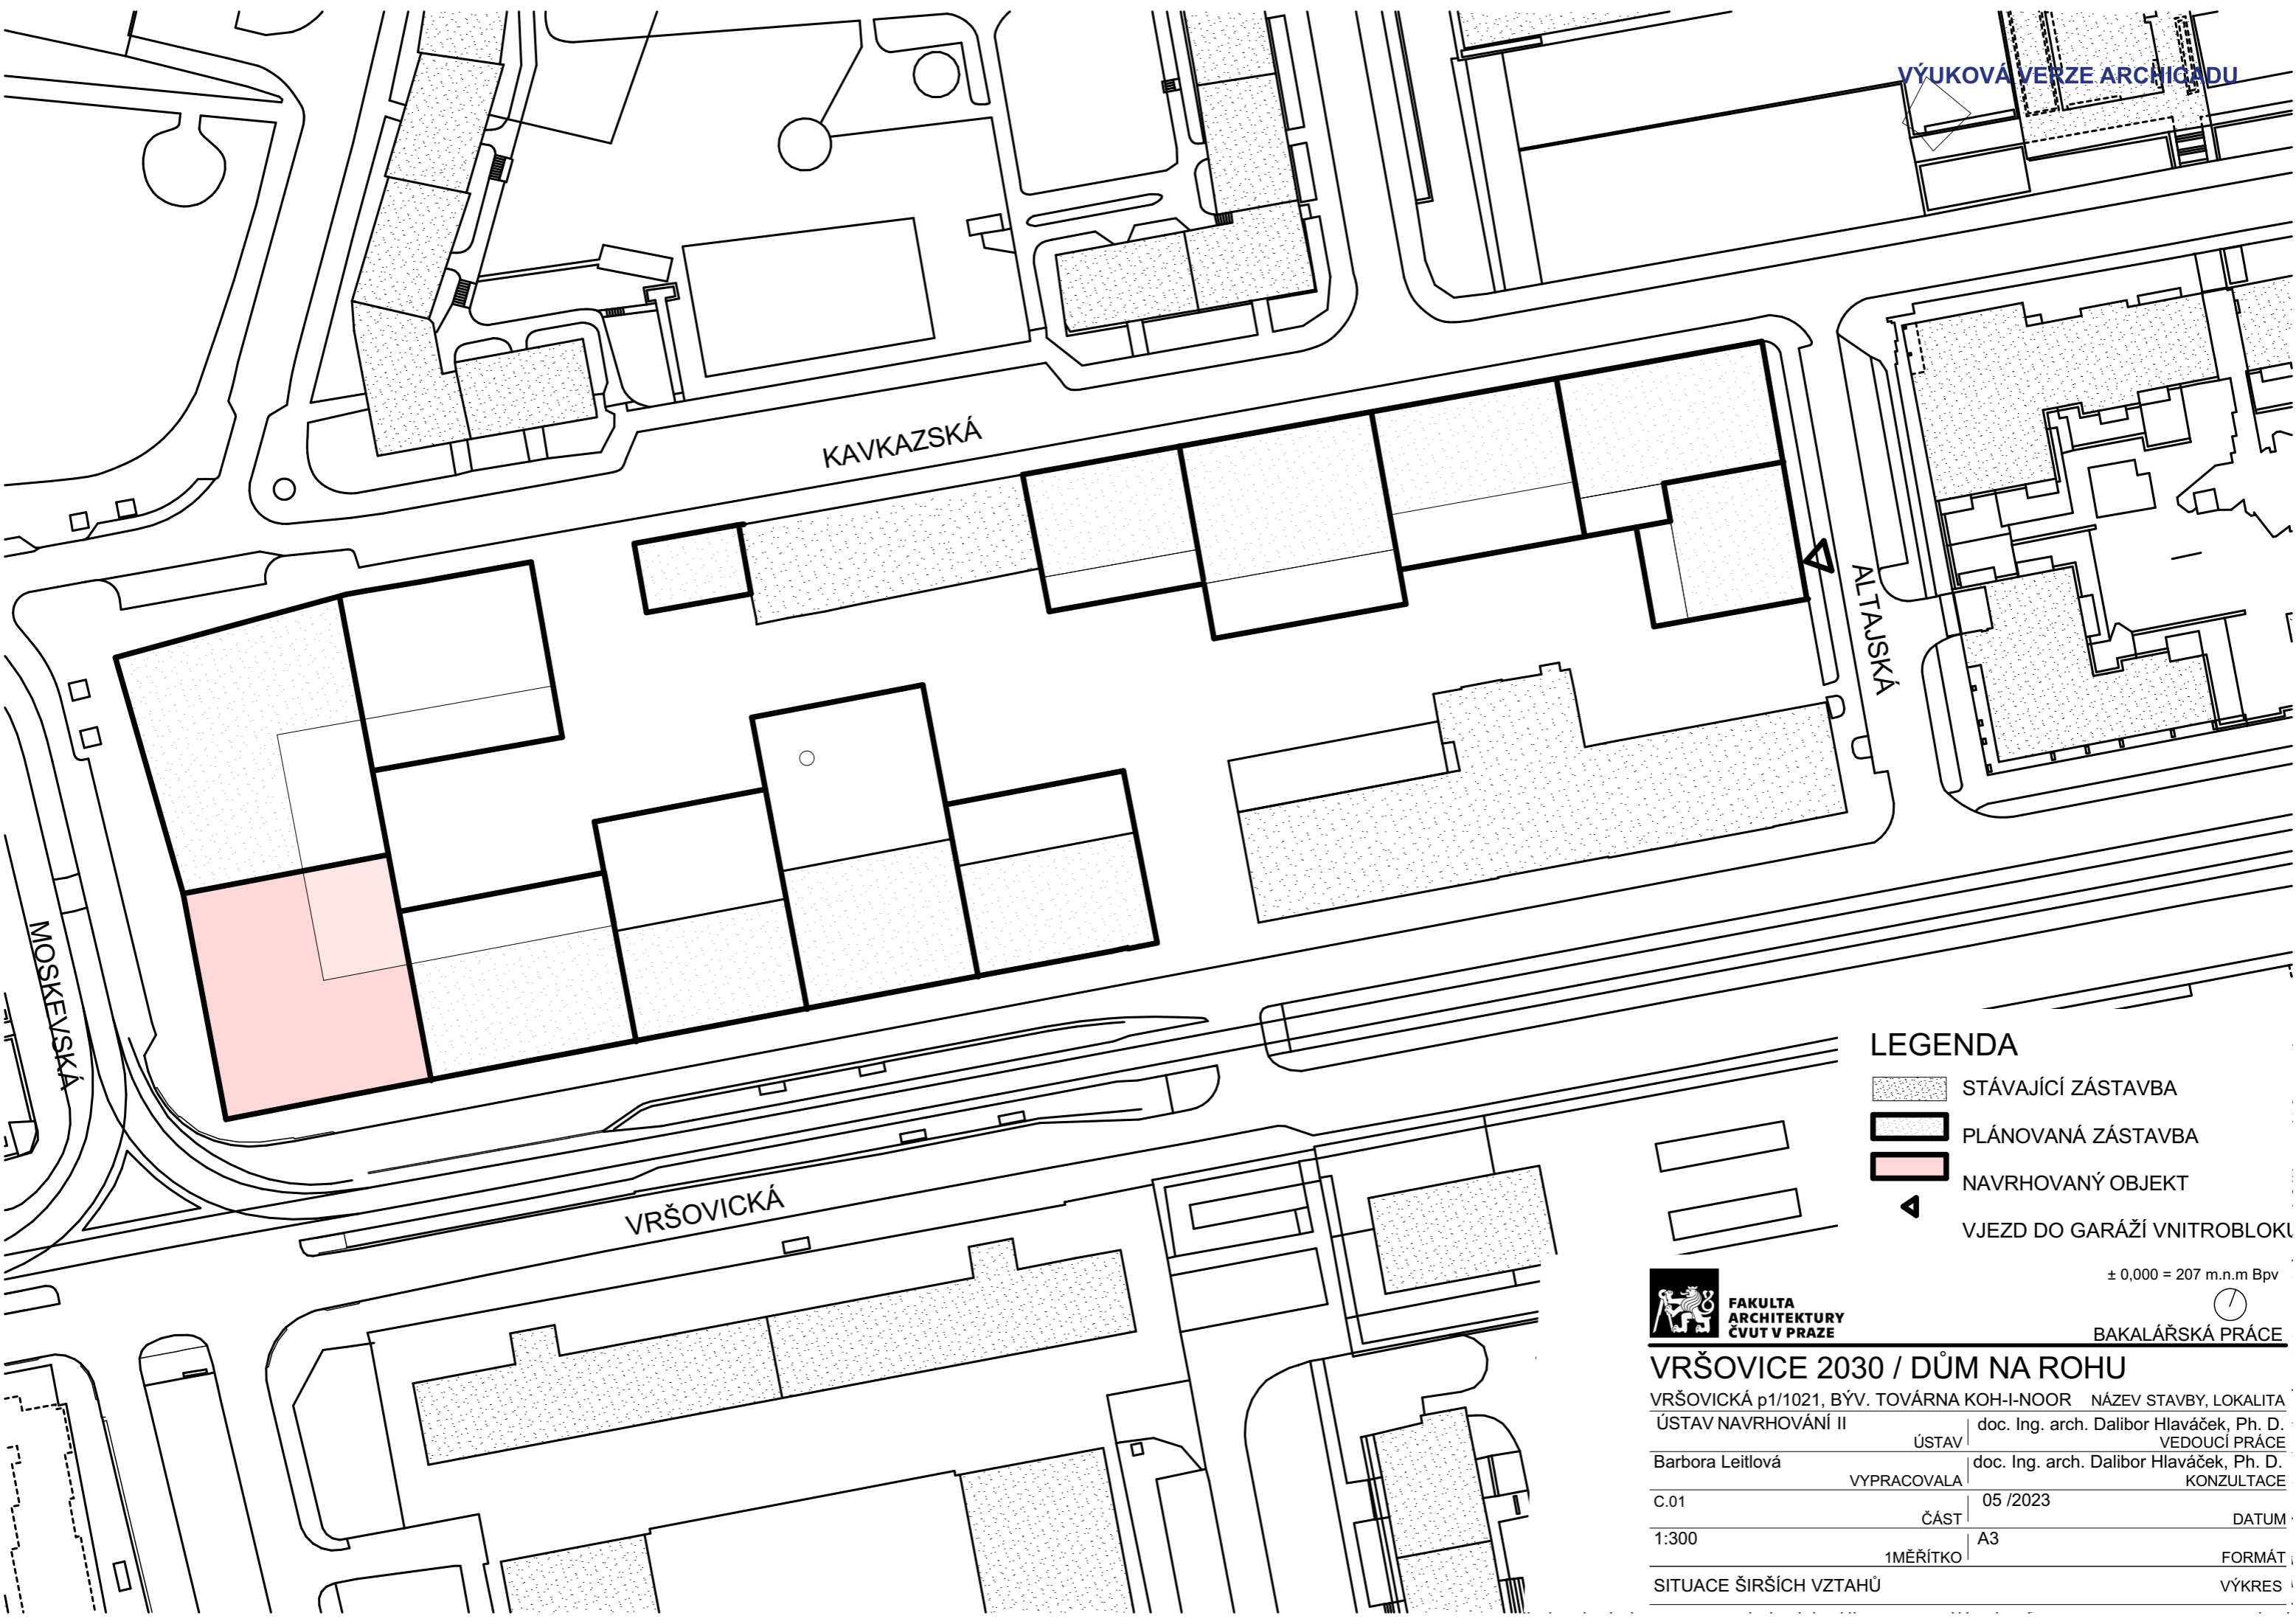 VÝUKOVÁ VERZE ARCHICADU
KAVKAZSKÁ
ALTAJSKÁ
MOSKEVSKÁ
VRŠOVICKÁ
LEGENDA
STÁVAJÍCÍ ZÁSTAVBA
PLÁNOVANÁ ZÁSTAVBA
NAVRHOVANÝ OBJEKT
VJEZD DO GARÁŽÍ VNITROBLOKU
± 0,000 = 207 m.n.m Bpv
FAKULTA
ARCHITEKTURY
ČVUT V PRAZE
BAKALÁŘSKÁ PRÁCE
VRŠOVICE 2030 / DŮM NA ROHU
VRŠOVICKÁ p1/1021, BÝV. TOVÁRNA KOH-I-NOOR NÁZEV STAVBY, LOKALITA
ÚSTAV NAVRHOVÁNÍ II doc. Ing. arch. Dalibor Hlaváček, Ph. D.
ÚSTAV VEDOUCÍ PRÁCE
Barbora Leitlová doc. Ing. arch. Dalibor Hlaváček, Ph. D.
VYPRACOVALA KONZULTACE
C.01 05 /2023
ČÁST DATUM
1:300 A3
1MĚŘÍTKO FORMÁT
SITUACE ŠIRŠÍCH VZTAHŮ VÝKRES